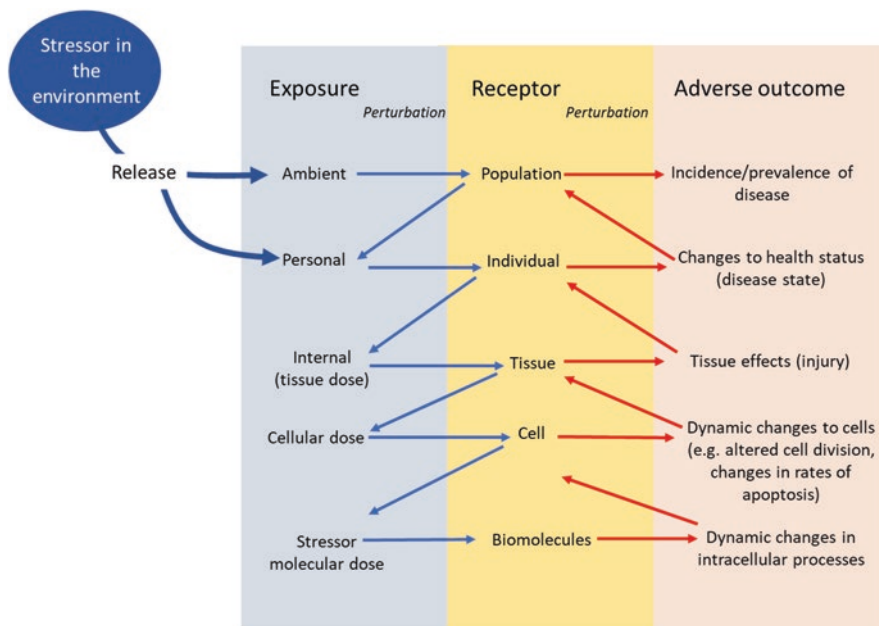 Stressor in
the
environment
Release
Exposure
Perturbation
Receptor
Perturbation
Adverse outcome
Ambient
Population
Incidence/prevalence of
disease
Personal
Individual
Changes to health status
(disease state)
Internal
(tissue dose)
Tissue
Tissue effects (injury)
Cellular dose
Cell
Dynamic changes to cells
(e.g. altered cell division,
changes in rates of
apoptosis)
Stressor
molecular dose
Biomolecules
Dynamic changes in
intracellular processes